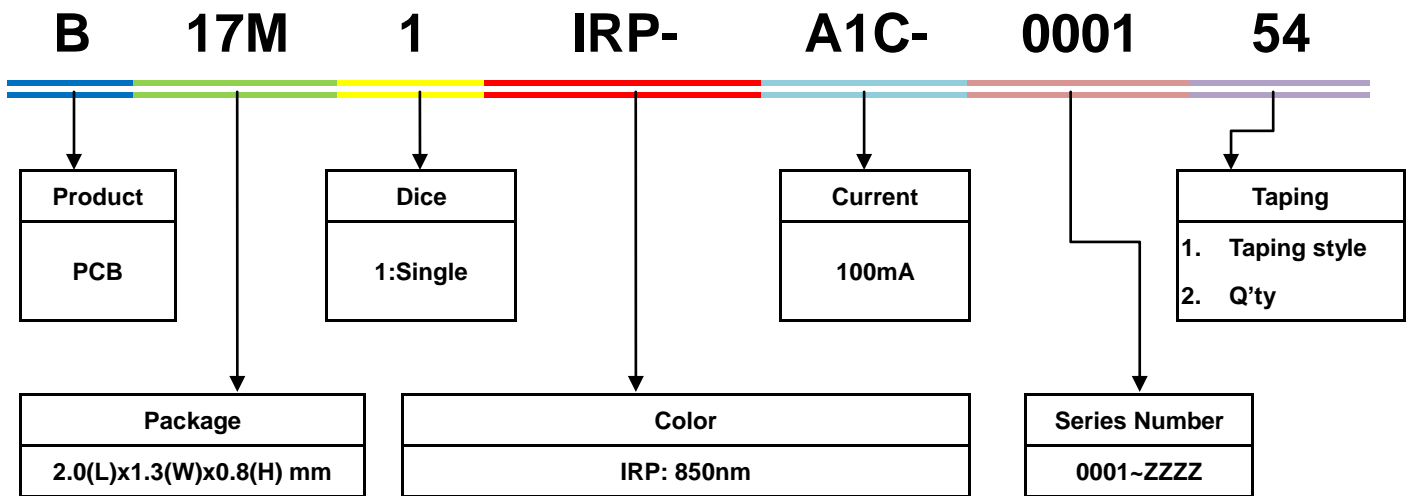 B 17M 1 IRP- A1C- 0001 54
Product
PCB
Dice
1:Single
Current
100mA
Taping
1. Taping style
2. Q’ty
Package
2.0(L)x1.3(W)x0.8(H) mm
Color
IRP: 850nm
Series Number
0001~ZZZZ